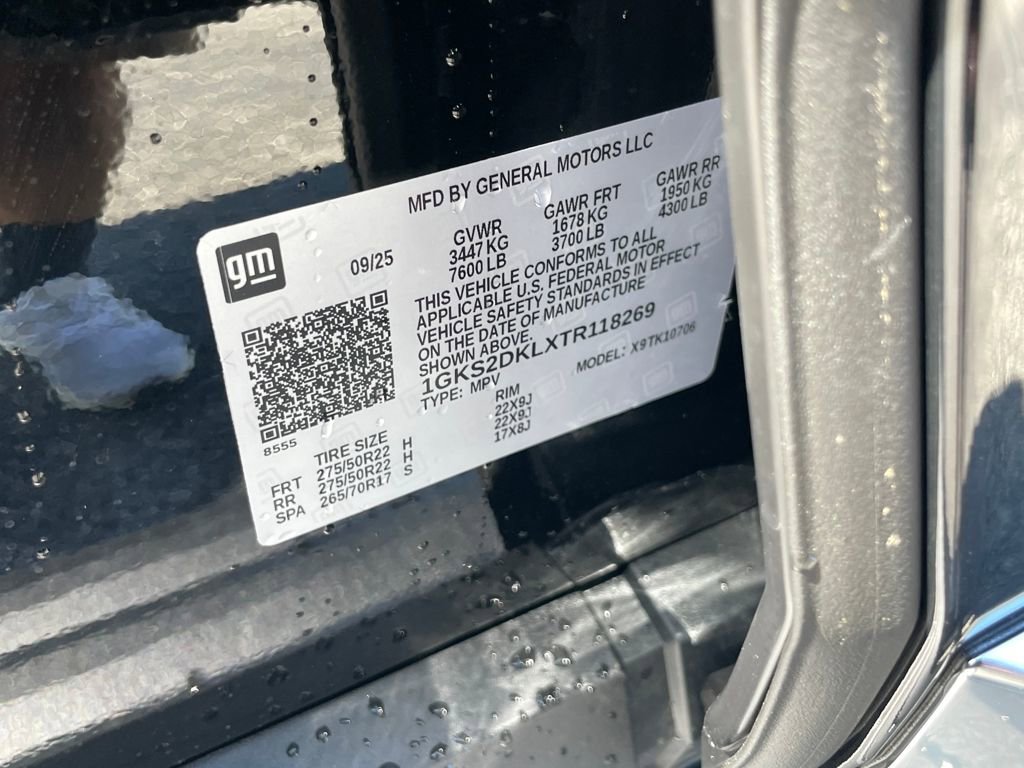 MFD BY GENERAL MOTORS LLC
gm
09/25
GVWR
3447 KG
7600 LB
GAWR FRT
1678 KG
3700 LB
GAWR RR
1950 KG
4300 LB
THIS VEHICLE CONFORMS TO ALL
APPLICABLE U.S. FEDERAL MOTOR
VEHICLE SAFETY STANDARDS IN EFFECT
ON THE DATE OF MANUFACTURE
SHOWN ABOVE.
1GKS2DKLXTR118269
TYPE: MPV MODEL: X9TK10706
8555
TIRE SIZE RIM
FRT 275/50R22 H 22X9J
RR 275/50R22 H 22X9J
SPA 265/70R17 S 17X8J